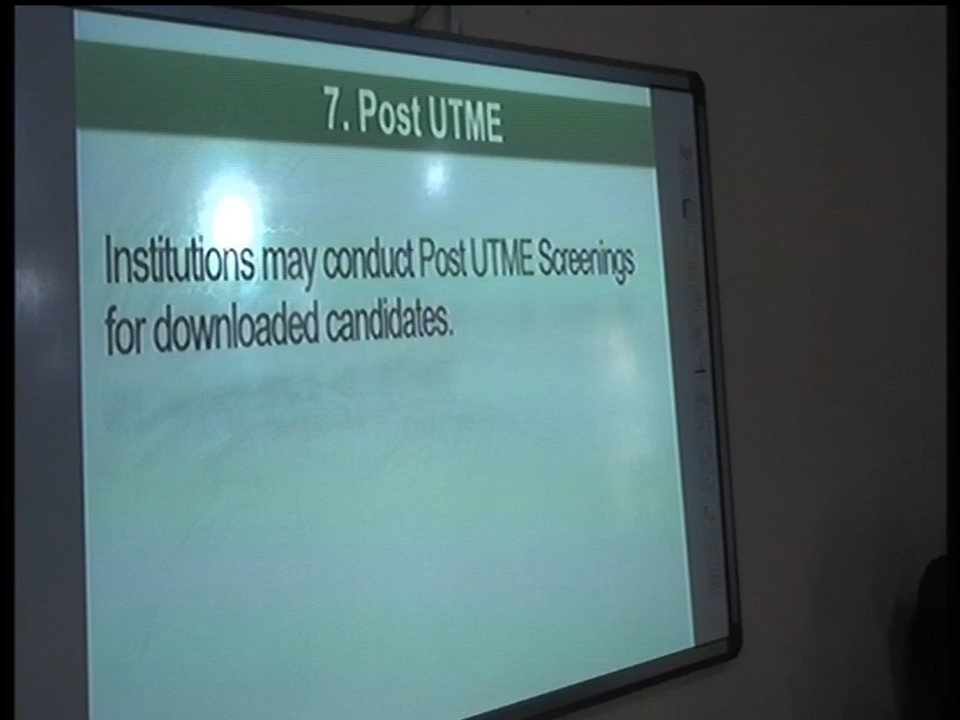 7. Post UTME
Institutions may conduct Post UTME Screenings
for downloaded candidates.